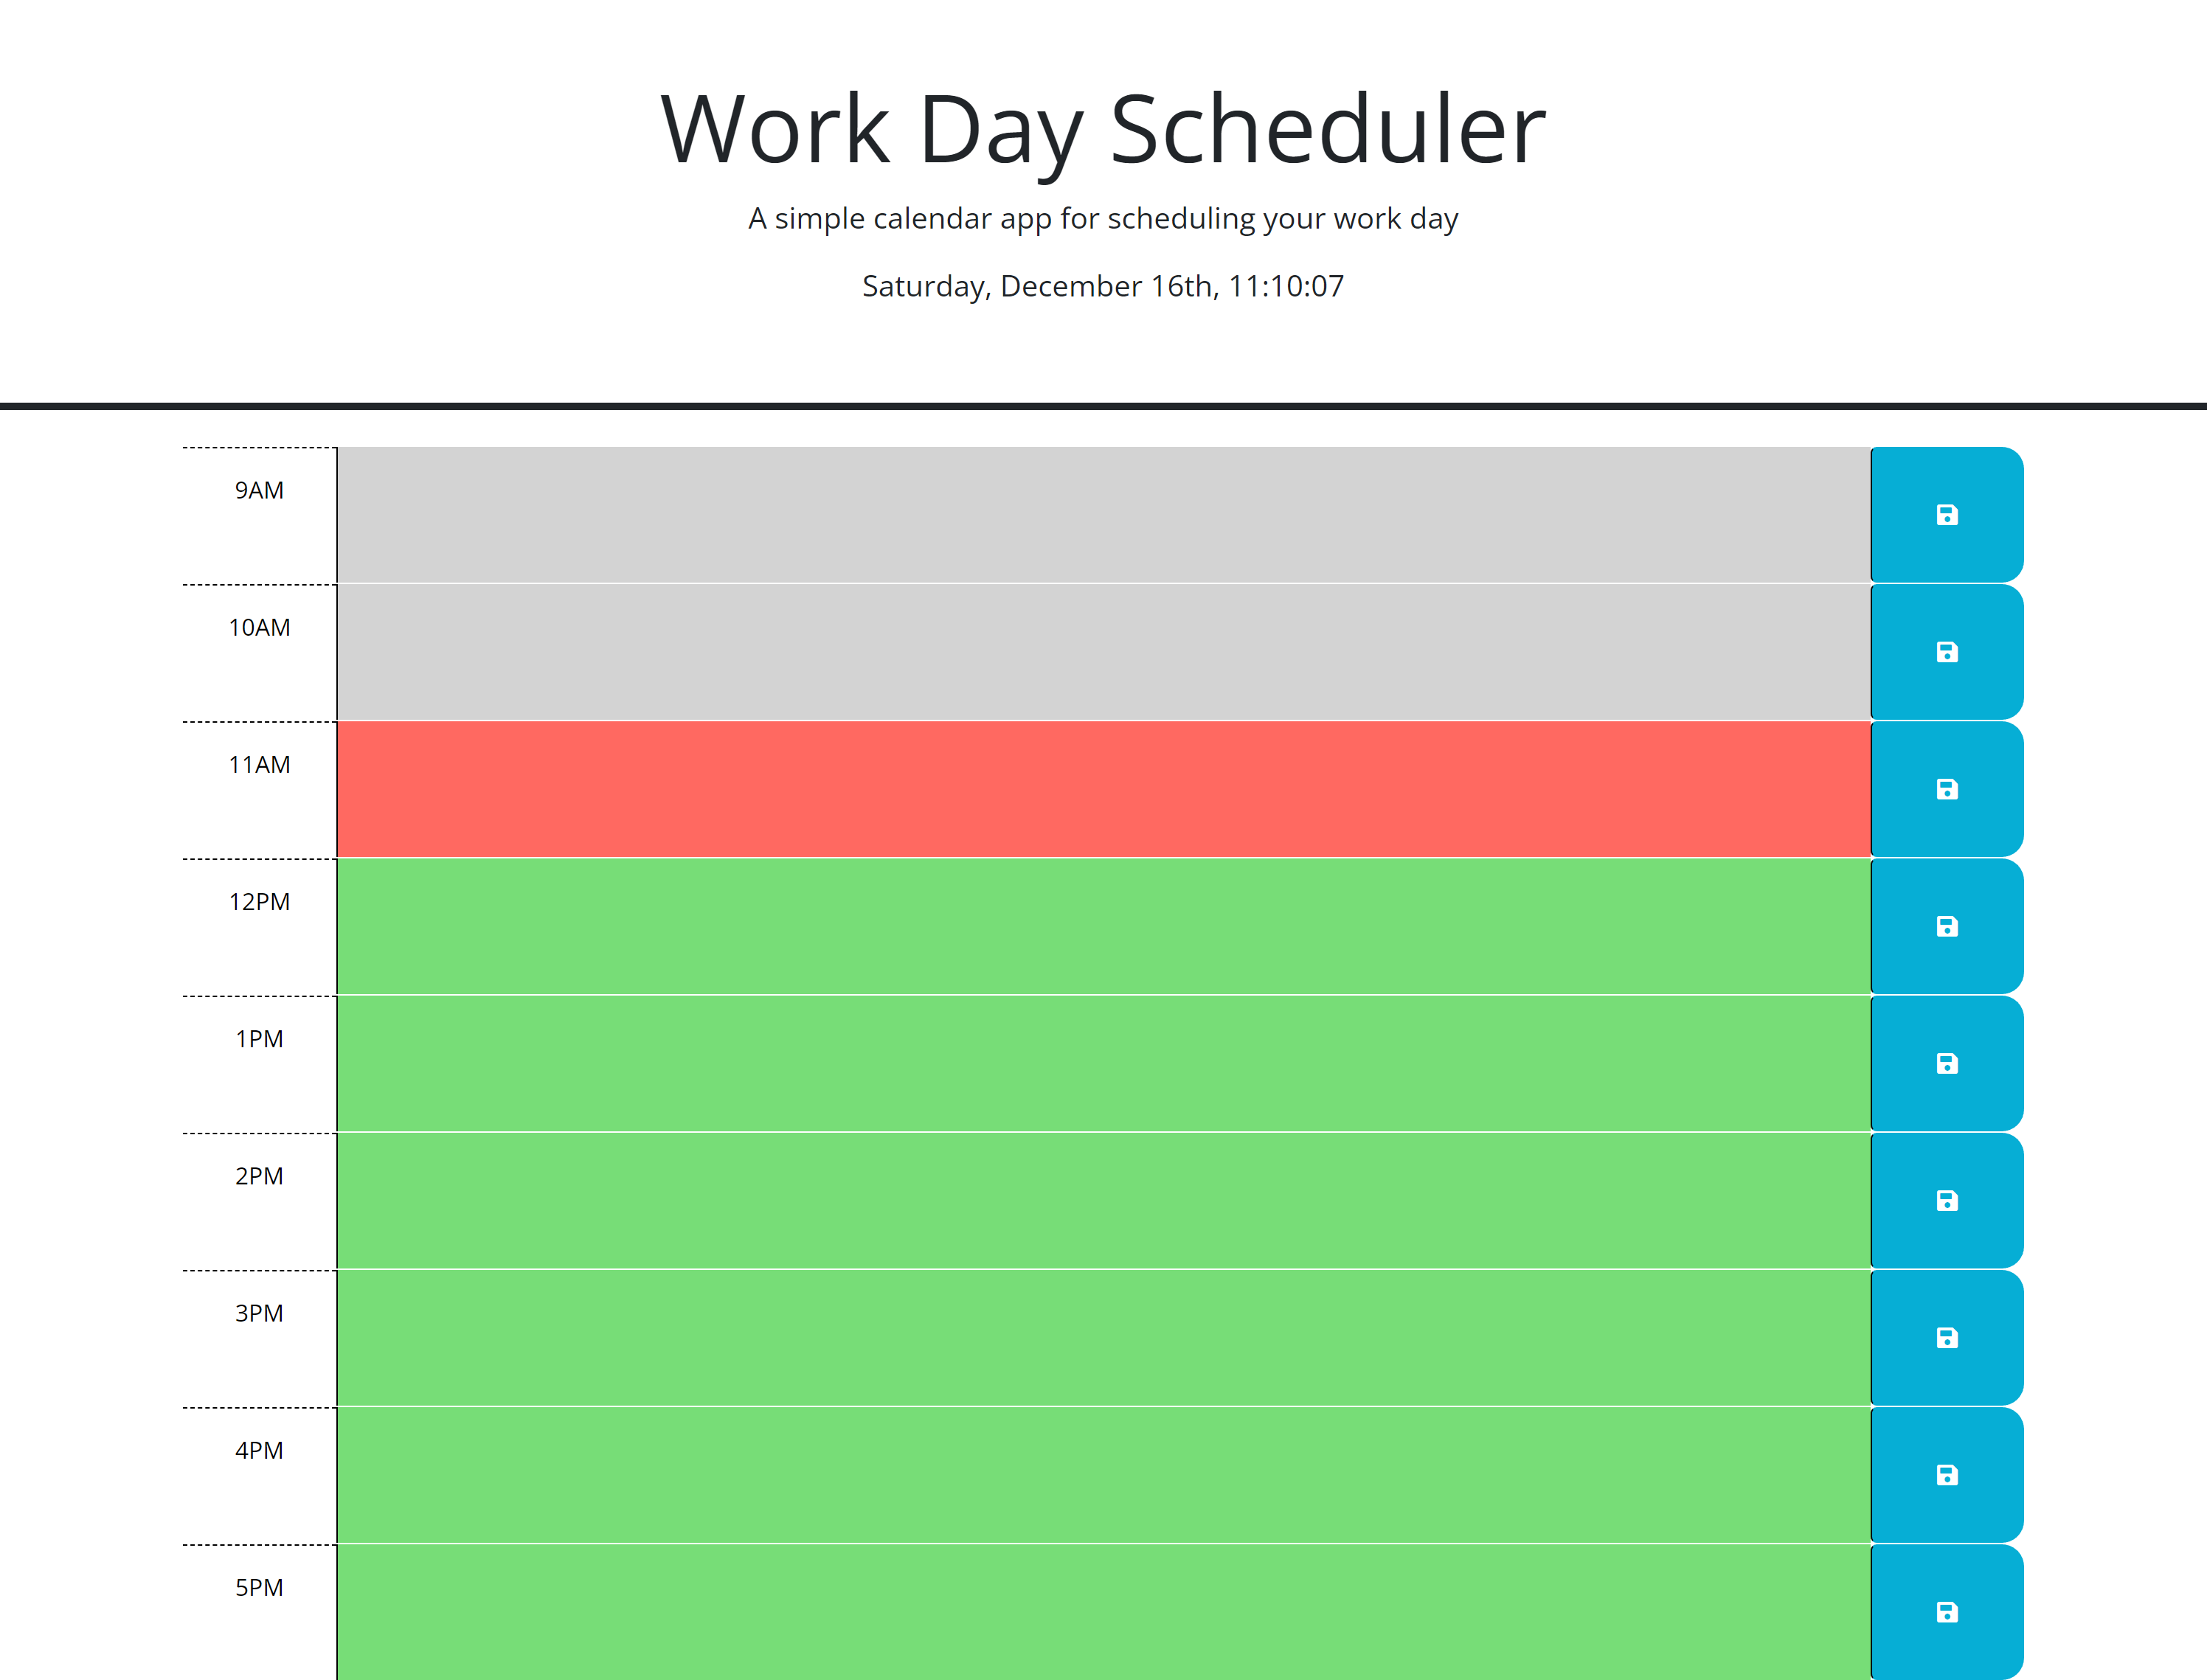 Work Day Scheduler
A simple calendar app for scheduling your work day
Saturday, December 16th, 11:10:07
9AM
10AM
11AM
12PM
1PM
2PM
3PM
4PM
5PM